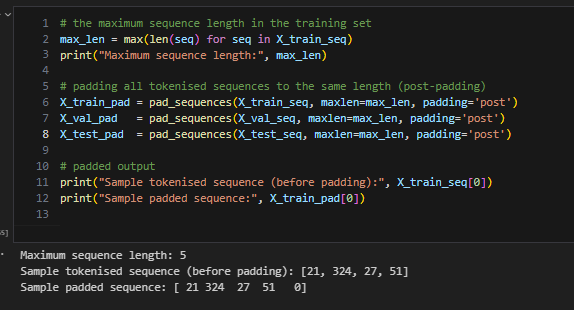 1 # the maximum sequence length in the training set
2 max_len = max(len(seq) for seq in X_train_seq)
3 print("Maximum sequence length:", max_len)
4
5 # padding all tokenised sequences to the same length (post-padding)
6 X_train_pad = pad_sequences(X_train_seq, maxlen=max_len, padding='post')
7 X_val_pad   = pad_sequences(X_val_seq, maxlen=max_len, padding='post')
8 X_test_pad  = pad_sequences(X_test_seq, maxlen=max_len, padding='post')
9
10 # padded output
11 print("Sample tokenised sequence (before padding):", X_train_seq[0])
12 print("Sample padded sequence:", X_train_pad[0])
13
Maximum sequence length: 5
Sample tokenised sequence (before padding): [21, 324, 27, 51]
Sample padded sequence: [ 21 324  27  51   0]